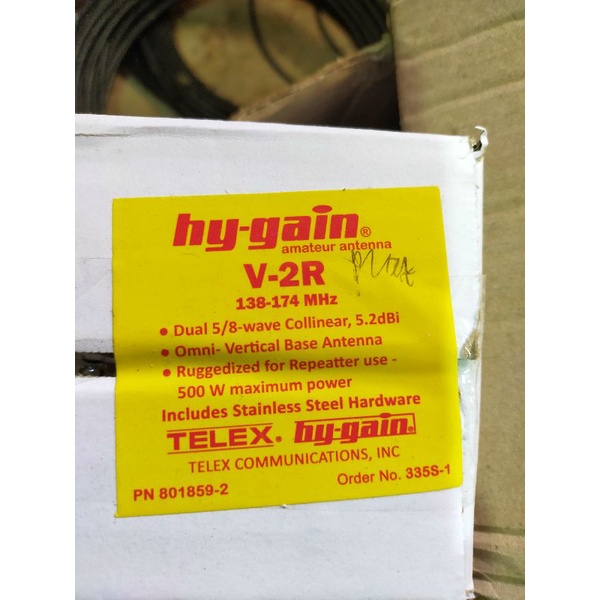 hy-gain®
amateur antenna
V-2R
138-174 MHz
• Dual 5/8-wave Collinear, 5.2dBi
• Omni- Vertical Base Antenna
• Ruggedized for Repeatter use -
500 W maximum power
Includes Stainless Steel Hardware
TELEX® hy-gain®
TELEX COMMUNICATIONS, INC
PN 801859-2 Order No. 335S-1